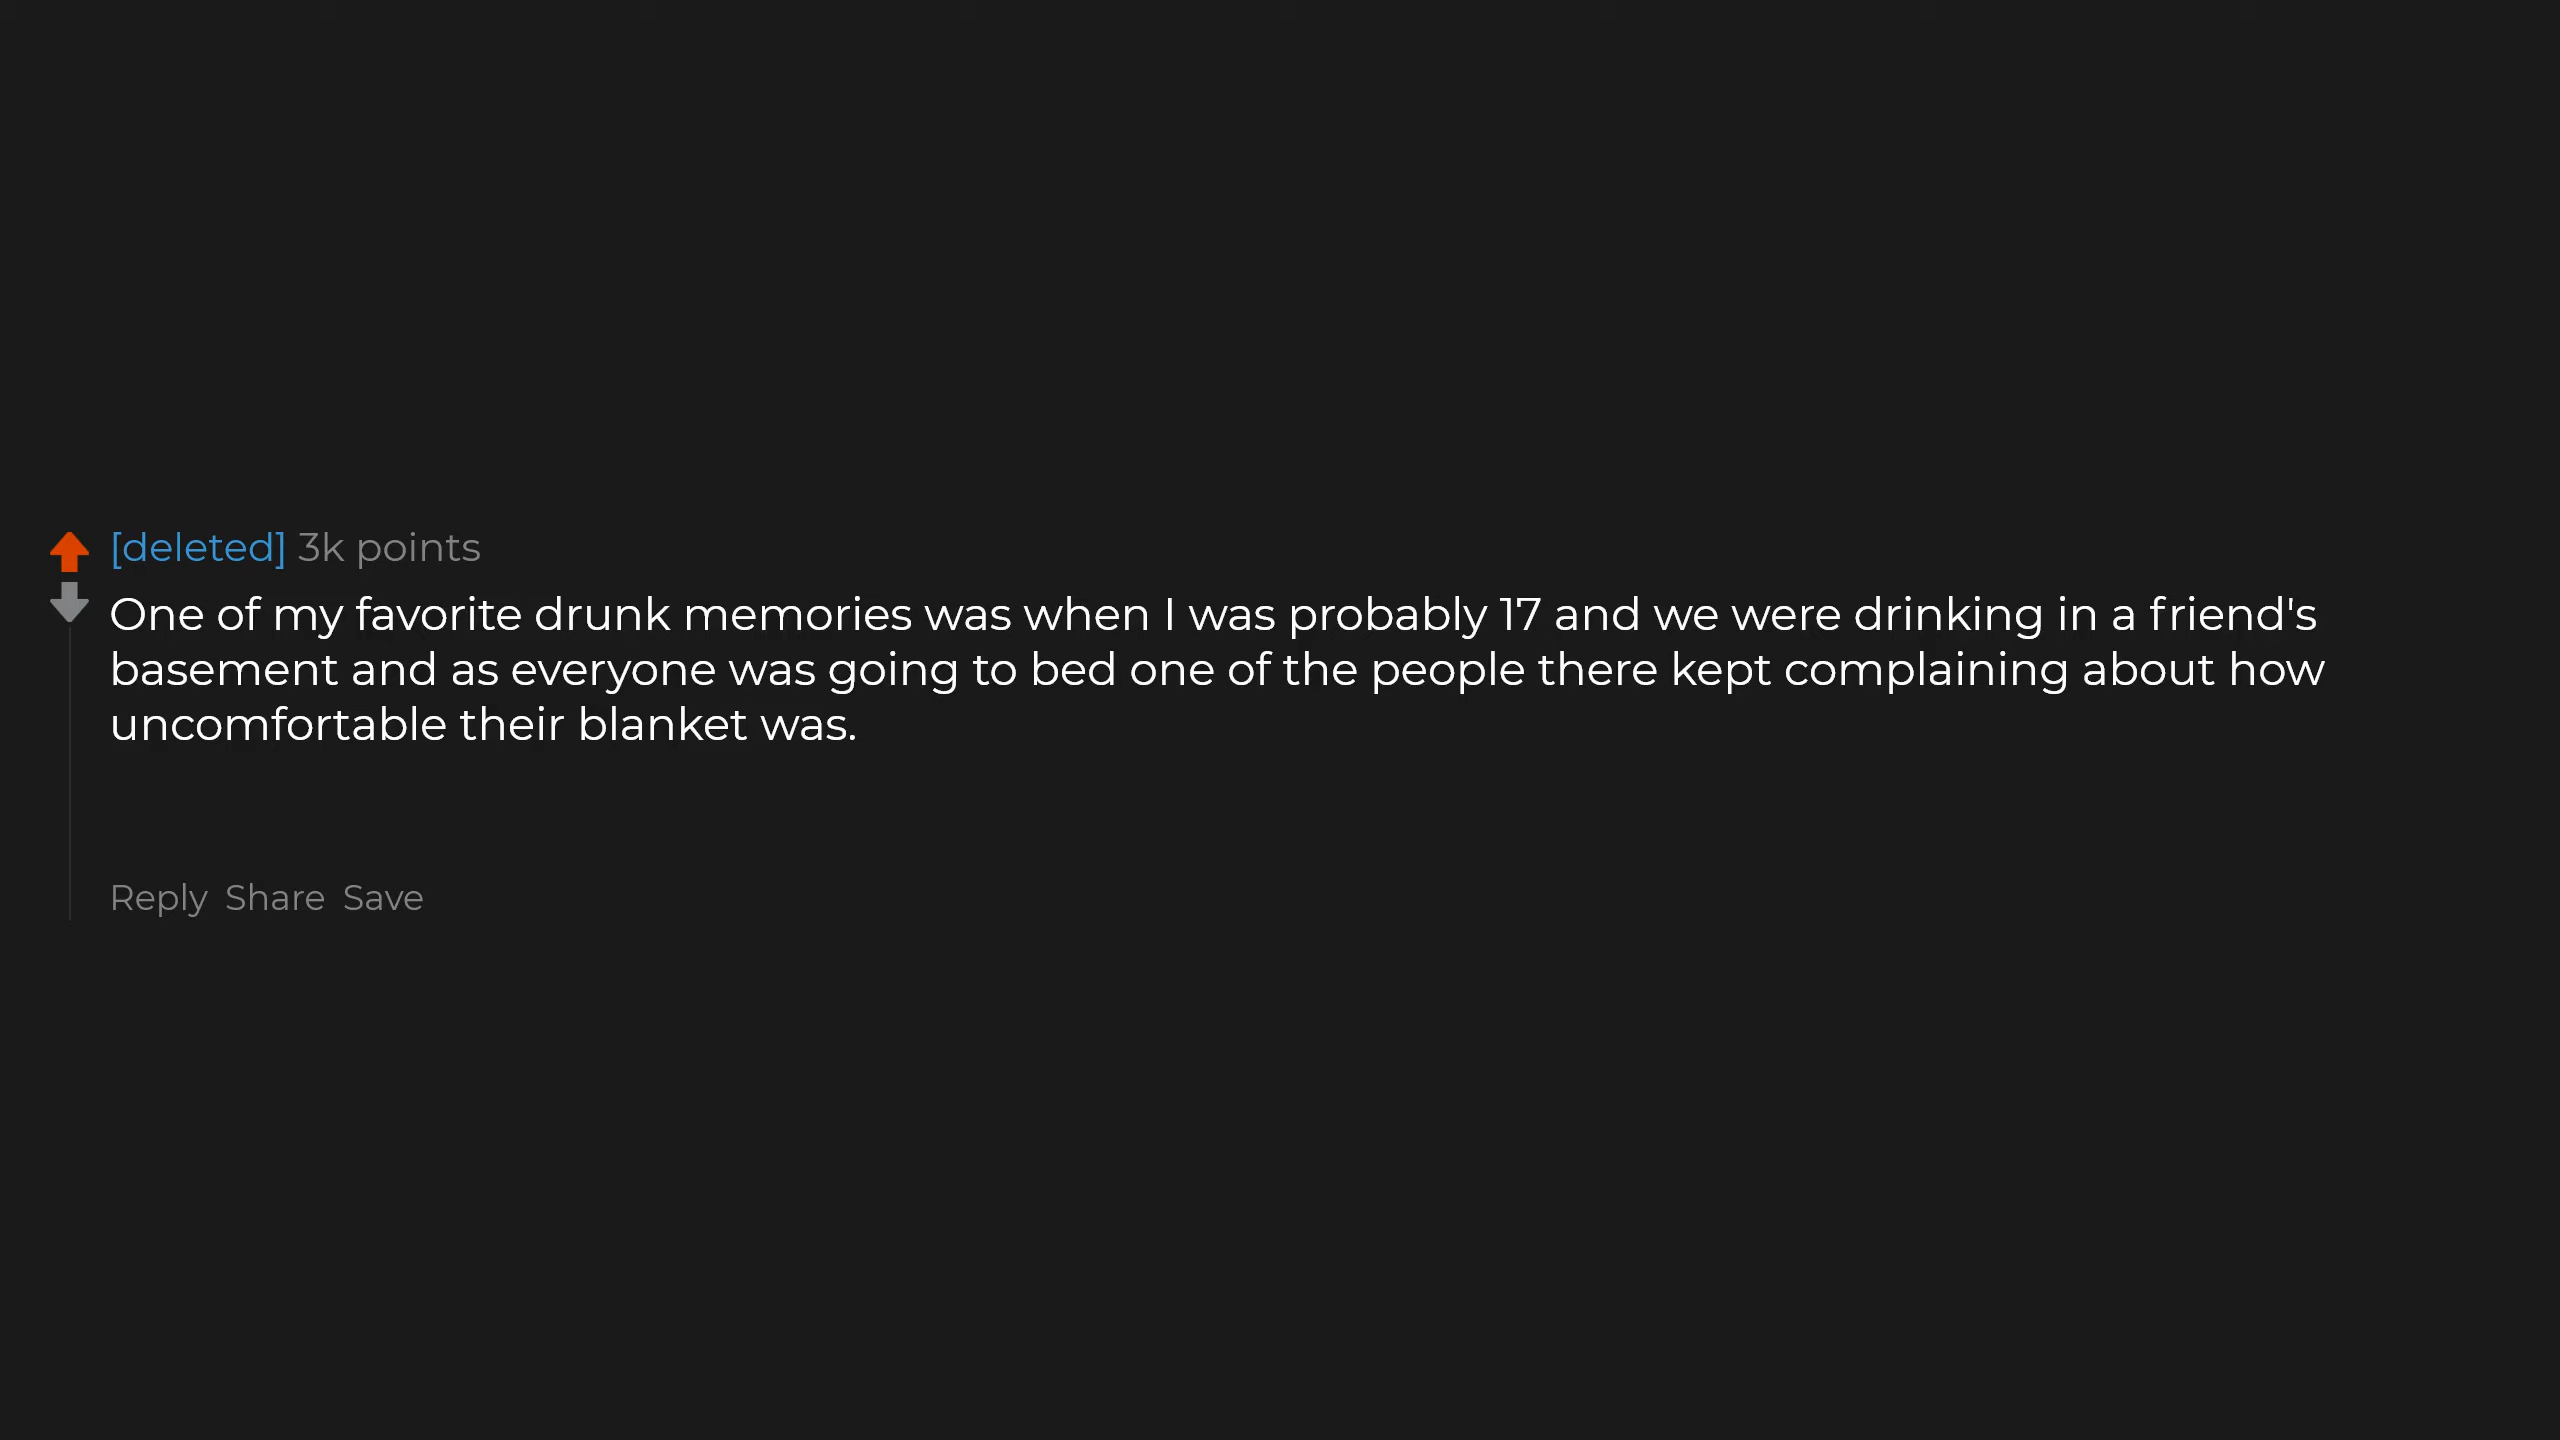 [deleted] 3k points
One of my favorite drunk memories was when I was probably 17 and we were drinking in a friend's
basement and as everyone was going to bed one of the people there kept complaining about how
uncomfortable their blanket was.
Reply Share Save